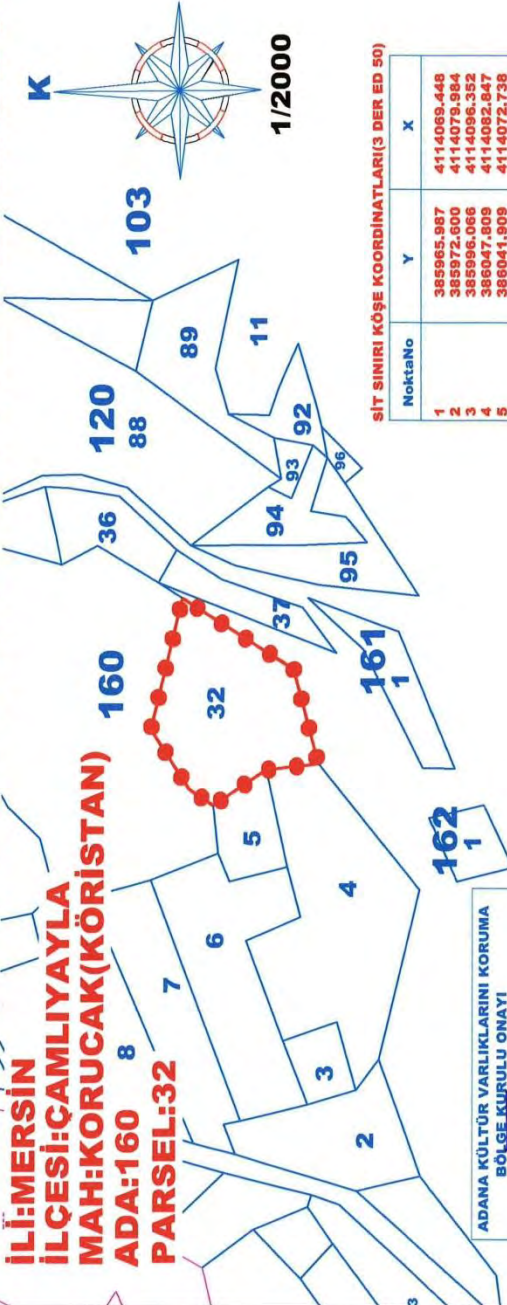 İLİ:MERSİN
İLÇESİ:ÇAMLIYAYLA
MAH:KORUCAK(KÖRİSTAN)
ADA:160
PARSEL:32
K
1/2000
103
120
88
89
11
92
93
96
94
95
36
37
160
32
161
1
162
1
5
4
6
7
8
3
2
3
SİT SINIRI KÖŞE KOORDİNATLARI(3 DER ED 50)
NoktaNo Y X
1 385965.987 4114069.448
2 385972.600 4114079.984
3 385996.066 4114096.352
4 386047.809 4114082.847
5 386041.909 4114072.738
ADANA KÜLTÜR VARLIKLARINI KORUMA
BÖLGE KURULU ONAYI